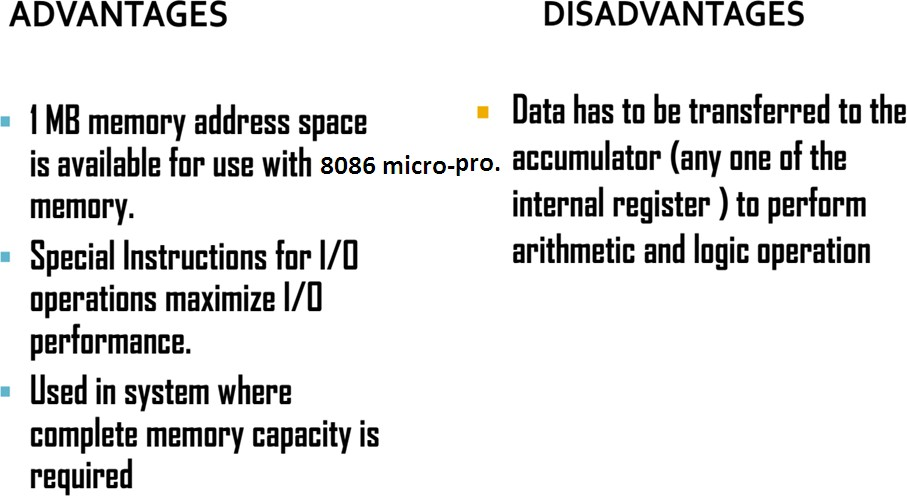 ADVANTAGES
1 MB memory address space
is available for use with 8086 micro-pro.
memory.
Special Instructions for I/O
operations maximize I/O
performance.
Used in system where
complete memory capacity is
required
DISADVANTAGES
Data has to be transferred to the
accumulator (any one of the
internal register ) to perform
arithmetic and logic operation